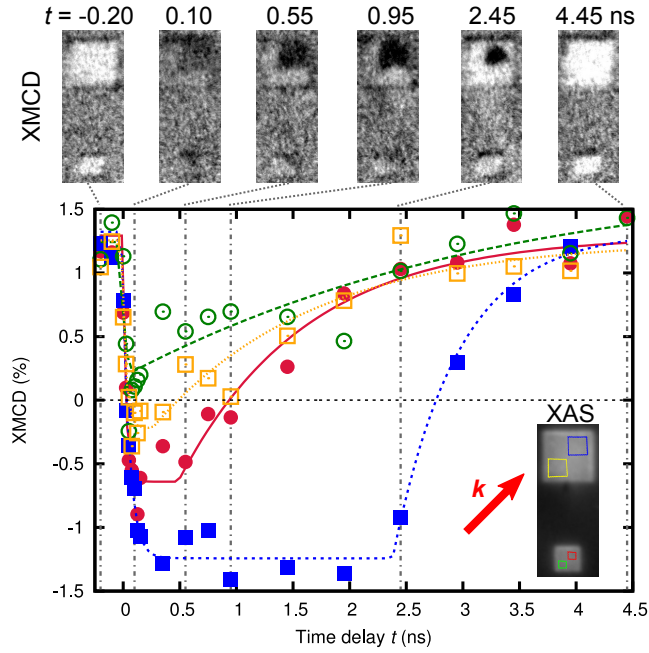 t = -0.20 0.10 0.55 0.95 2.45 4.45 ns
XMCD
1.5
1
0.5
0
-0.5
-1
-1.5
XMCD (%)
XAS
k
0 0.5 1 1.5 2 2.5 3 3.5 4 4.5
Time delay t (ns)